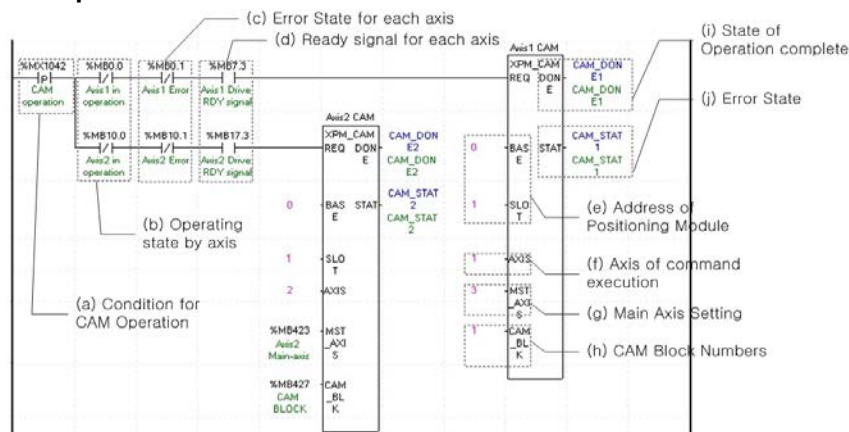 (c) Error State for each axis
(d) Ready signal for each axis
(i) State of
Operation complete
Axis1 CAM
%MX1042
%MB0.0
%MB0.1
%MB7.3
P
CAM
operation
Axis1 in
operation
Axis1 Error
Axis1 Drive
RDY signal
XPM_CAM
REQ DON
E
CAM_DON
E1
CAM_DON
E1
(j) Error State
%MB10.0
%MB10.1
%MB17.3
Axis2 in
operation
Axis2 Error
Axis2 Drive
RDY signal
Axis2 CAM
XPM_CAM
REQ DON
E
CAM_DON
E2
CAM_DON
E2
0
BAS
E
STAT
CAM_STAT
1
CAM_STAT
1
0
BAS
E
STAT
CAM_STAT
2
CAM_STAT
2
1
SLO
T
(e) Address of
Positioning Module
(b) Operating
state by axis
1
SLO
T
1
AXIS
(f) Axis of command
execution
2
AXIS
3
MST
_AXI
S
(g) Main Axis Setting
(a) Condition for
CAM Operation
%MB423
Axis2
Main-axis
MST
_AXI
S
1
CAM
_BL
K
(h) CAM Block Numbers
%MB427
CAM
BLOCK
CAM
_BL
K